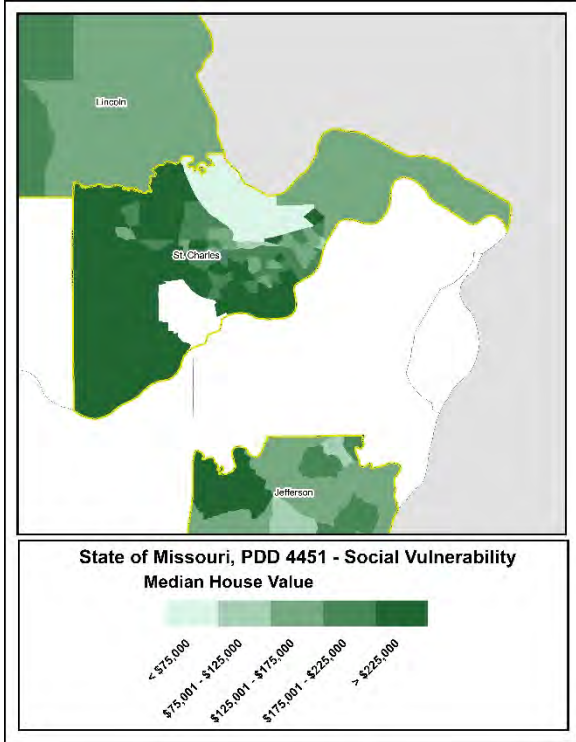 Lincoln
St. Charles
Jefferson
State of Missouri, PDD 4451 - Social Vulnerability
Median House Value
< $75,000
$75,001 - $125,000
$125,001 - $175,000
$175,001 - $225,000
> $225,000